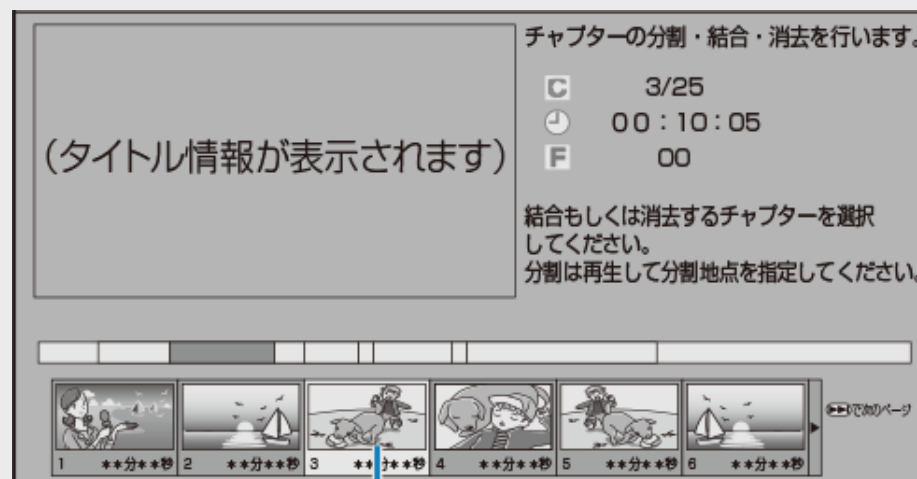 チャプターの分割・結合・消去を行います。
C 3/25
00：10：05
F 00
(タイトル情報が表示されます)
結合もしくは消去するチャプターを選択
してください。
分割は再生して分割地点を指定してください。
1 **分**秒
2 **分**秒
3 **分**秒
4 **分**秒
5 **分**秒
6 **分**秒
で次のページ